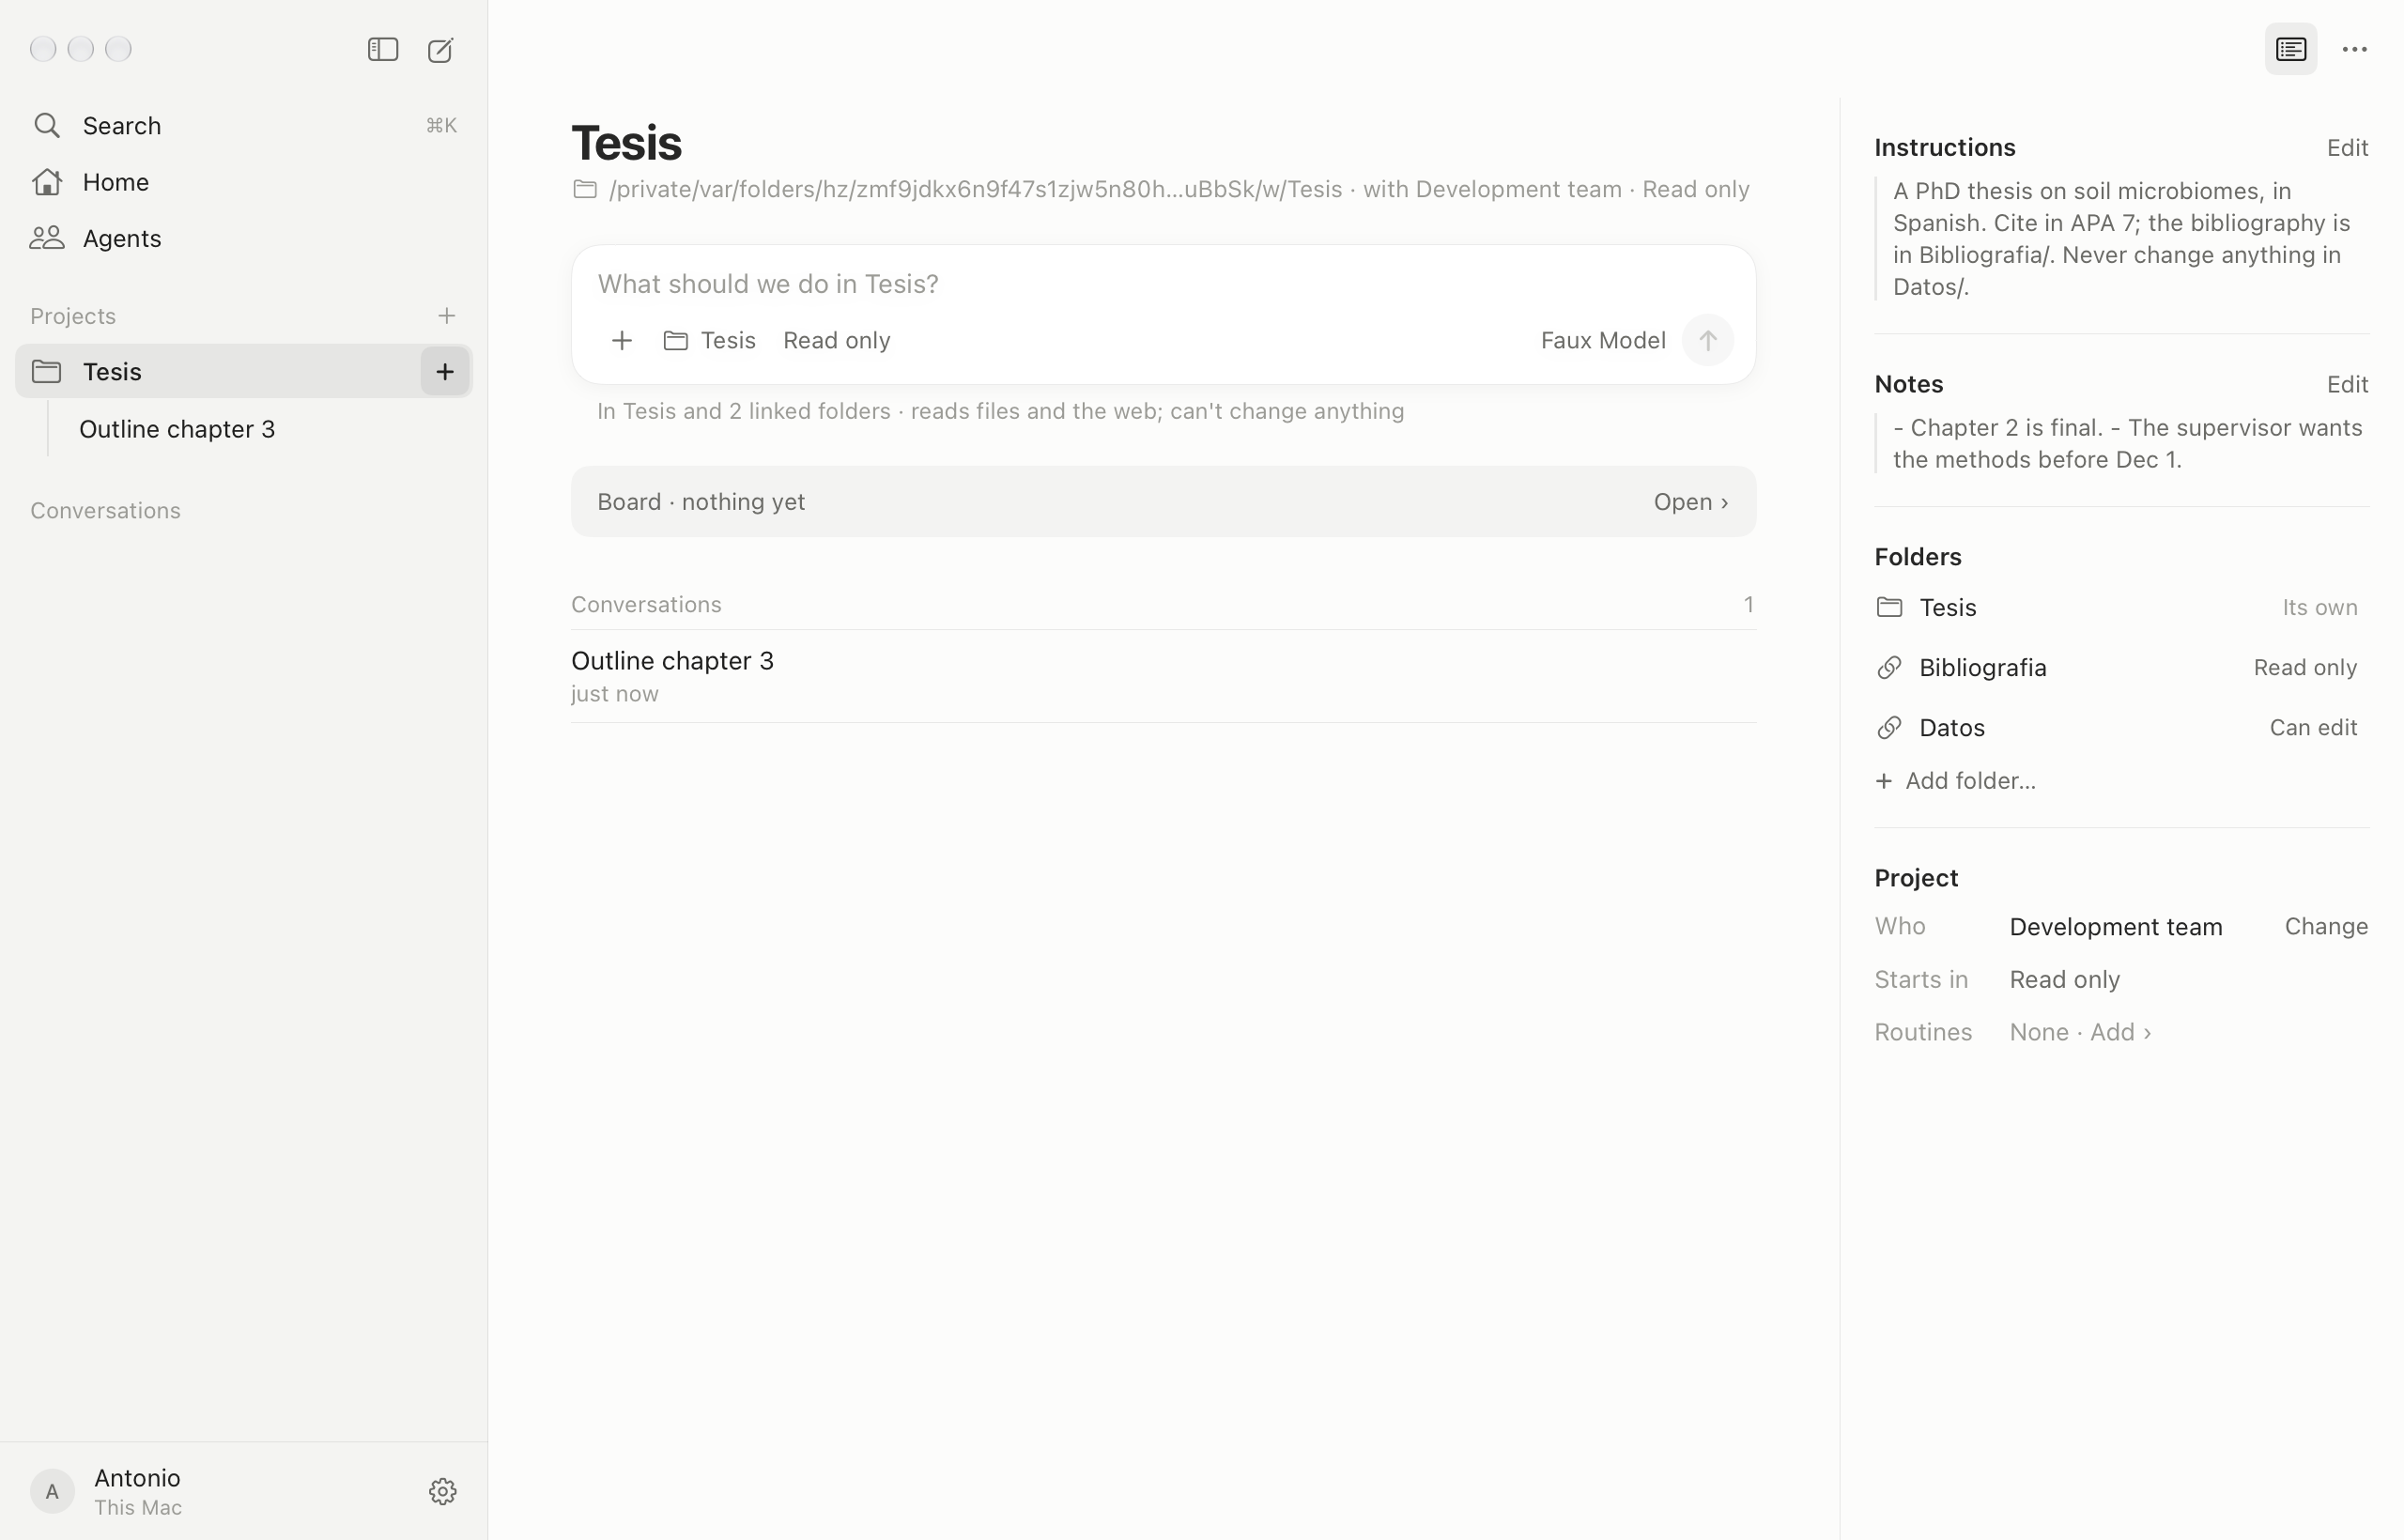 Search ⌘K
Home
Agents
Projects
Tesis
Outline chapter 3
Conversations
Tesis
/private/var/folders/hz/zmf9jdkx6n9f47s1zjw5n80h...uBbSk/w/Tesis · with Development team · Read only
What should we do in Tesis?
Tesis Read only Faux Model
In Tesis and 2 linked folders · reads files and the web; can't change anything
Board · nothing yet Open ›
Conversations 1
Outline chapter 3
just now
Instructions Edit
A PhD thesis on soil microbiomes, in
Spanish. Cite in APA 7; the bibliography is
in Bibliografia/. Never change anything in
Datos/.
Notes Edit
- Chapter 2 is final. - The supervisor wants
the methods before Dec 1.
Folders
Tesis Its own
Bibliografia Read only
Datos Can edit
+ Add folder...
Project
Who Development team Change
Starts in Read only
Routines None · Add ›
A Antonio
This Mac